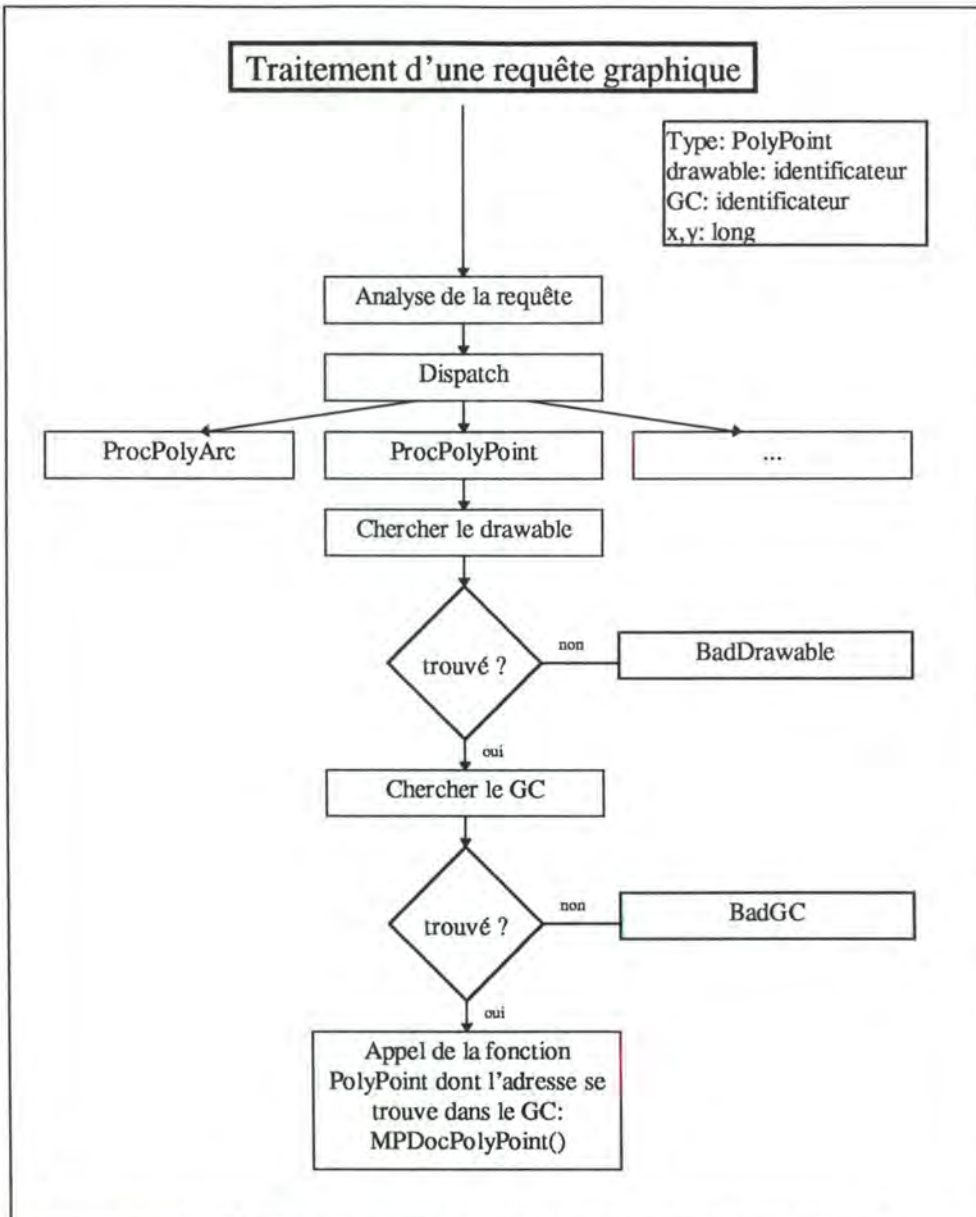 Traitement d'une requête graphique
Type: PolyPoint
drawable: identificateur
GC: identificateur
x,y: long
Analyse de la requête
Dispatch
ProcPolyArc
ProcPolyPoint
...
Chercher le drawable
trouvé ?
non
BadDrawable
oui
Chercher le GC
trouvé ?
non
BadGC
oui
Appel de la fonction
PolyPoint dont l'adresse se
trouve dans le GC:
MPDocPolyPoint()